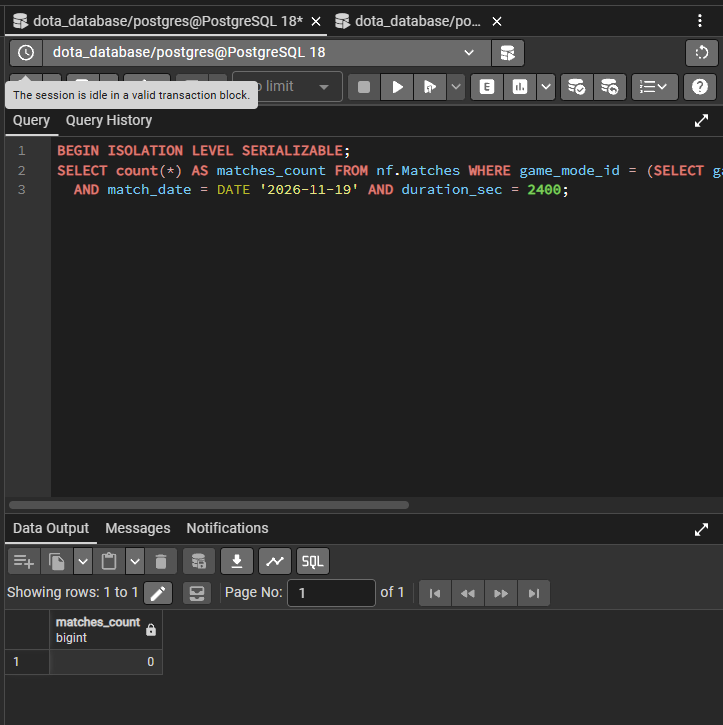 dota_database/postgres@PostgreSQL 18* dota_database/po...
dota_database/postgres@PostgreSQL 18
limit E
The session is idle in a valid transaction block.
Query Query History
1 BEGIN ISOLATION LEVEL SERIALIZABLE;
2 SELECT count(*) AS matches_count FROM nf.Matches WHERE game_mode_id = (SELECT ga
3 AND match_date = DATE '2026-11-19' AND duration_sec = 2400;
Data Output Messages Notifications
SQL
Showing rows: 1 to 1 Page No: 1 of 1
matches_count
bigint
1 0